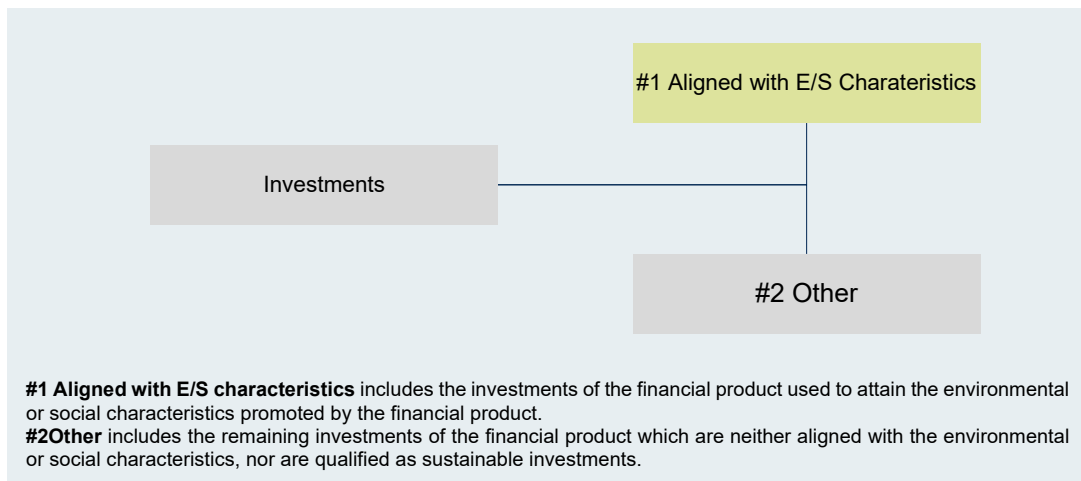 #1 Aligned with E/S Charateristics
Investments
#2 Other
#1 Aligned with E/S characteristics includes the investments of the financial product used to attain the environmental
or social characteristics promoted by the financial product.
#2Other includes the remaining investments of the financial product which are neither aligned with the environmental
or social characteristics, nor are qualified as sustainable investments.